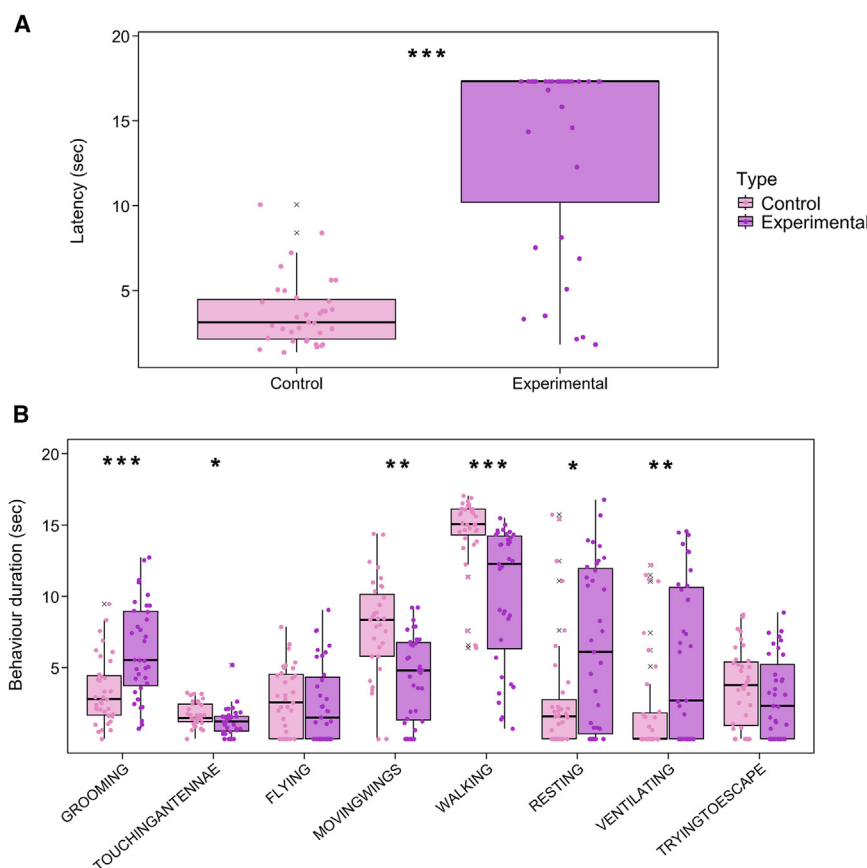 A
20
15
10
5
Latency (sec)
***
Control
Experimental
Type
Control
Experimental
B
20
15
10
5
Behaviour duration (sec)
***
*
**
***
*
**
GROOMING
TOUCHINGANTENNAE
FLYING
MOVINGWINGS
WALKING
RESTING
VENTILATING
TRYINGTOESCAPE